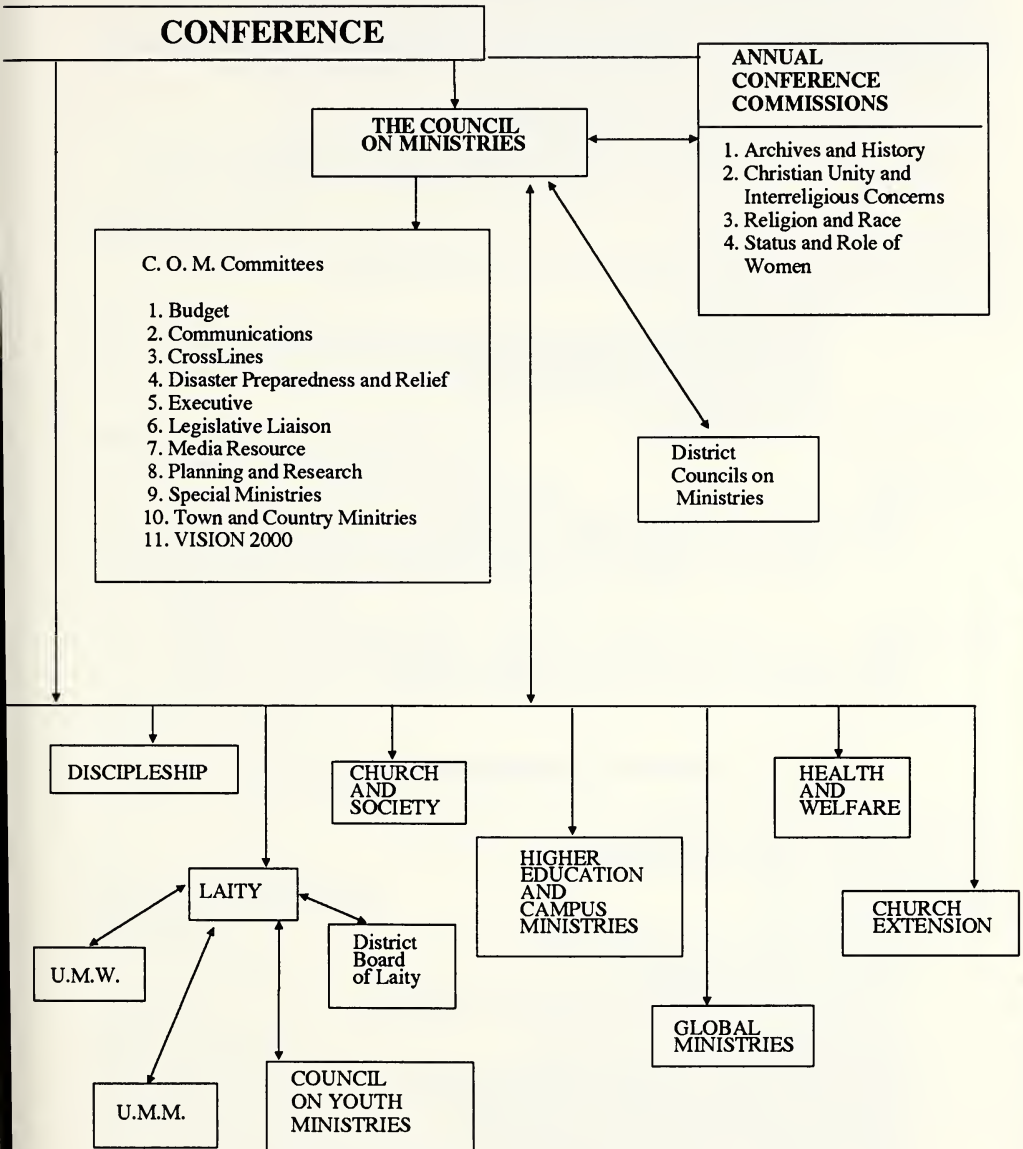 CONFERENCE
ANNUAL
CONFERENCE
COMMISSIONS
1. Archives and History
2. Christian Unity and
Interreligious Concerns
3. Religion and Race
4. Status and Role of
Women
THE COUNCIL
ON MINISTRIES
C. O. M. Committees
1. Budget
2. Communications
3. CrossLines
4. Disaster Preparedness and Relief
5. Executive
6. Legislative Liaison
7. Media Resource
8. Planning and Research
9. Special Ministries
10. Town and Country Minitries
11. VISION 2000
District
Councils on
Ministries
DISCIPLESHIP
CHURCH
AND
SOCIETY
HEALTH
AND
WELFARE
HIGHER
EDUCATION
AND
CAMPUS
MINISTRIES
LAITY
CHURCH
EXTENSION
District
Board
of Laity
U.M.W.
GLOBAL
MINISTRIES
U.M.M.
COUNCIL
ON YOUTH
MINISTRIES